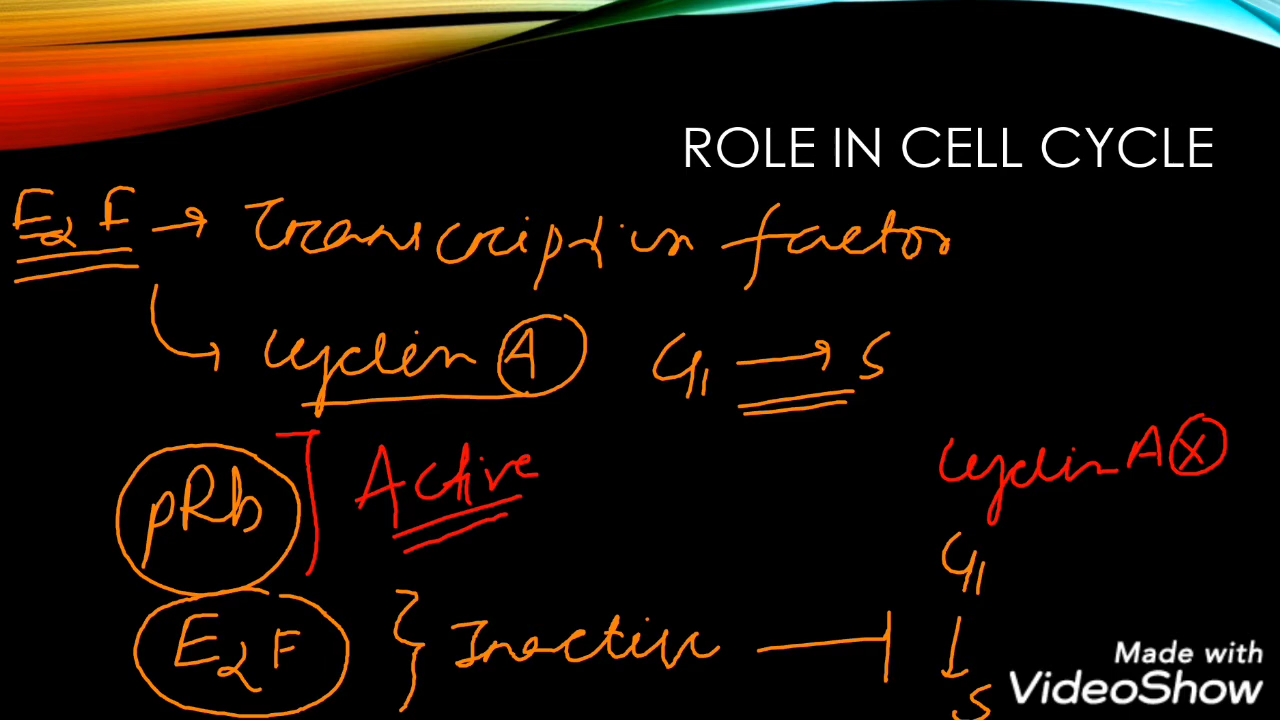 ROLE IN CELL CYCLE
E2F → Transcription factor
↳ cyclin A G1 → S
pRb ] Active
cyclin A X
G1
↓
E2F } Inactive ⊣
S
Made with
VideoShow